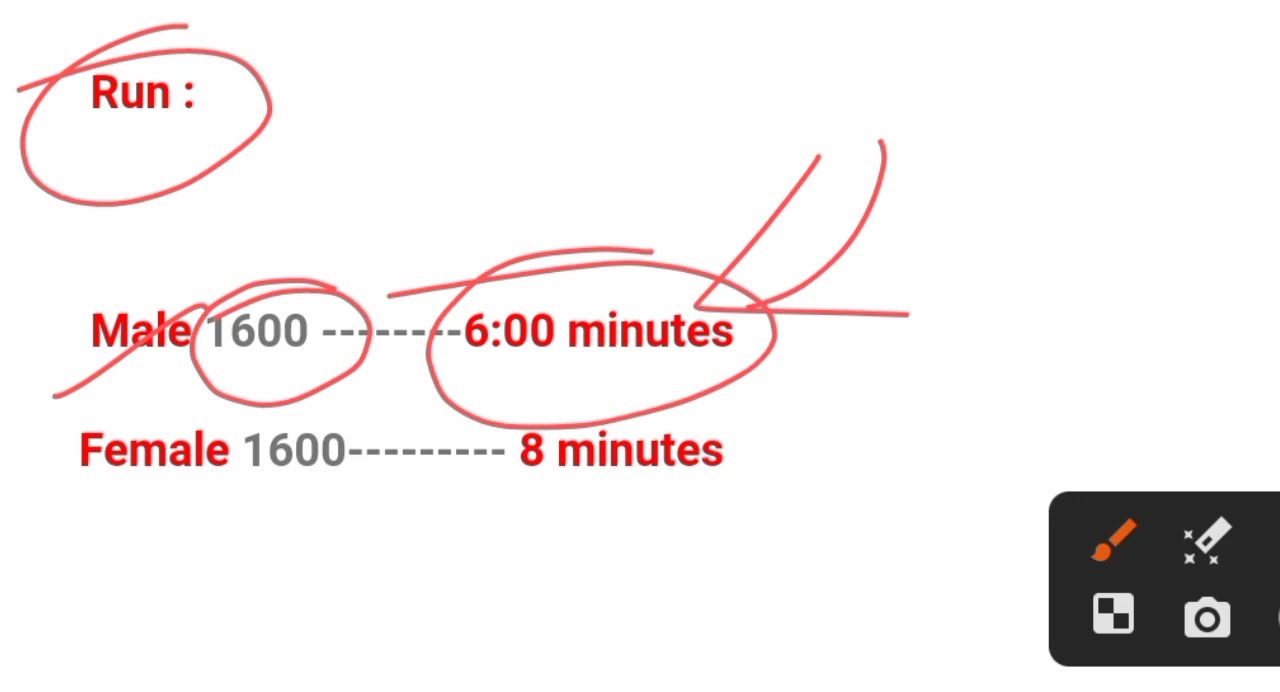 Run :
Male 1600 --------6:00 minutes
Female 1600--------- 8 minutes